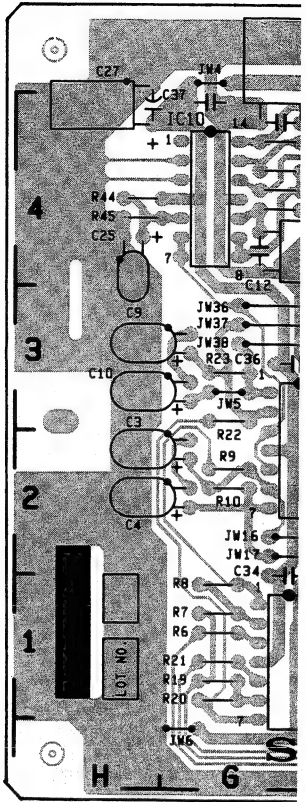 C27
JW4
C37
IC10
L4
+
1
4
R44
R45
C25
+
7
8
C12
C9
JW36
JW37
3
JW38
+
R23
C36
C10
1
+
JW5
C3
R22
+
R9
2
R10
C4
7
+
JW16
JW17
C34
R8
1
R7
1
R6
LOT NO.
R21
R19
R20
7
JW6
S
H
G